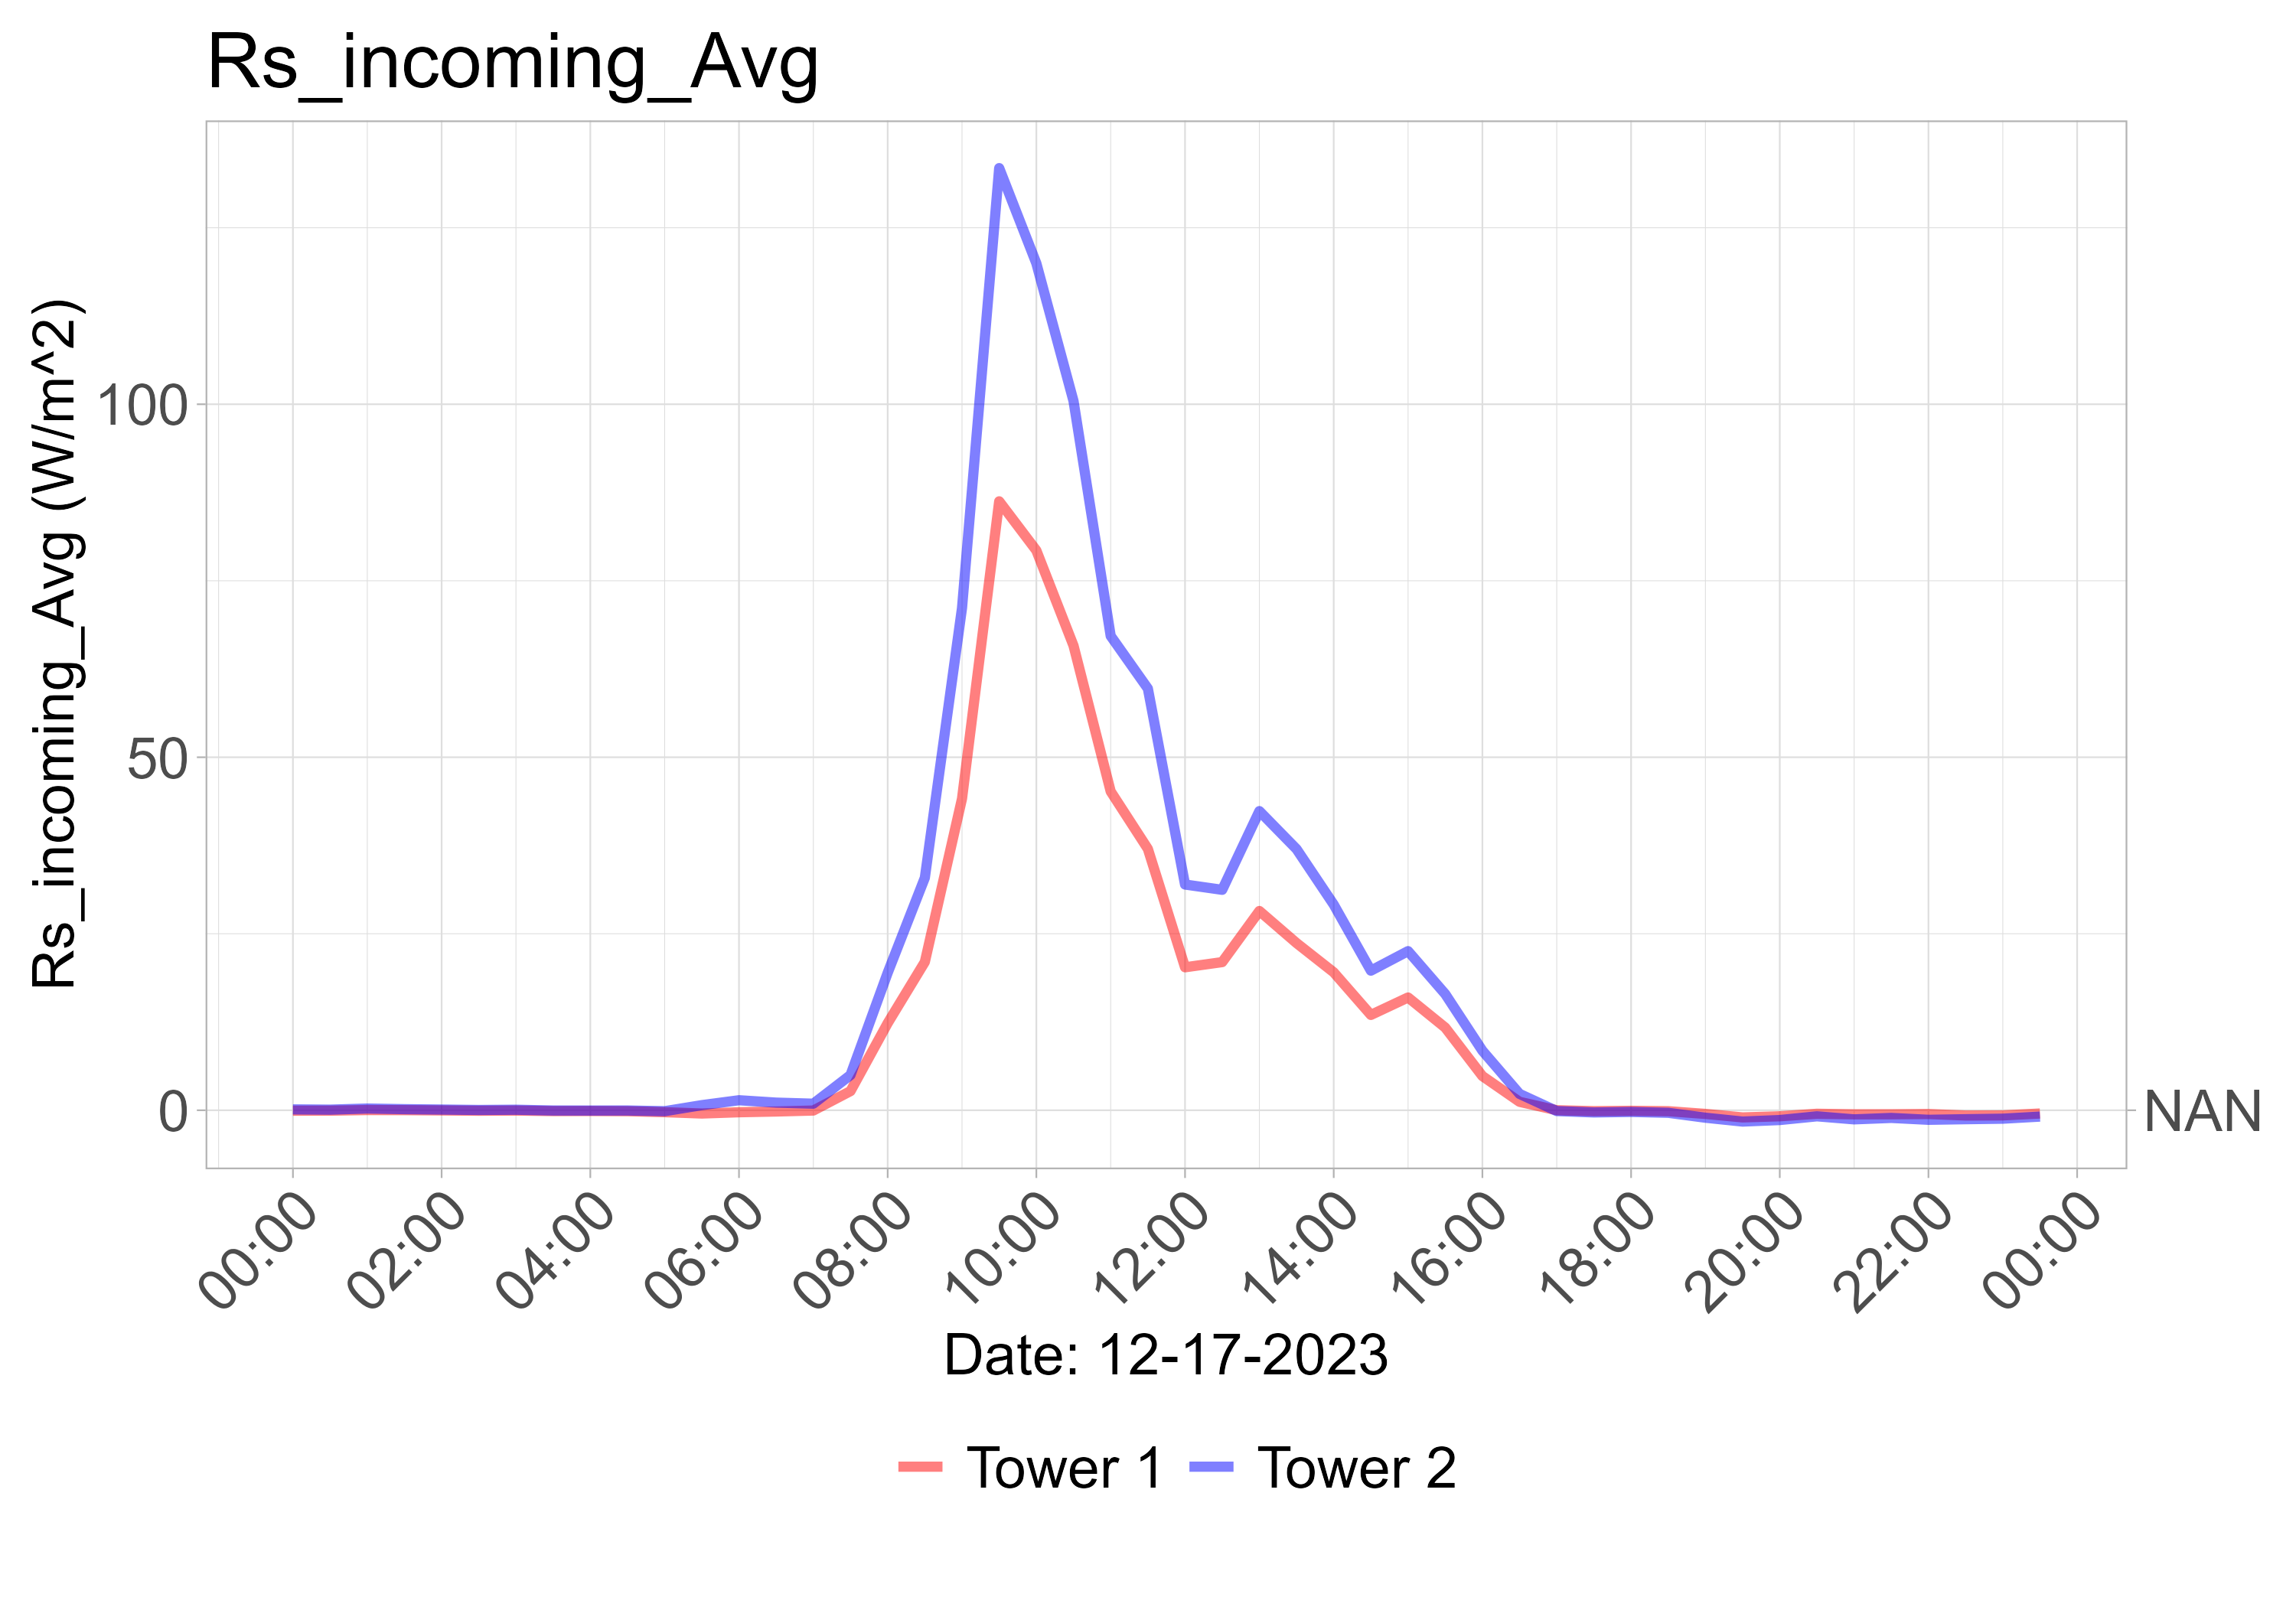 Rs_incoming_Avg
Rs_incoming_Avg (W/m^2)
100
50
0
NAN
00:00 02:00 04:00 06:00 08:00 10:00 12:00 14:00 16:00 18:00 20:00 22:00 00:00
Date: 12-17-2023
Tower 1 Tower 2